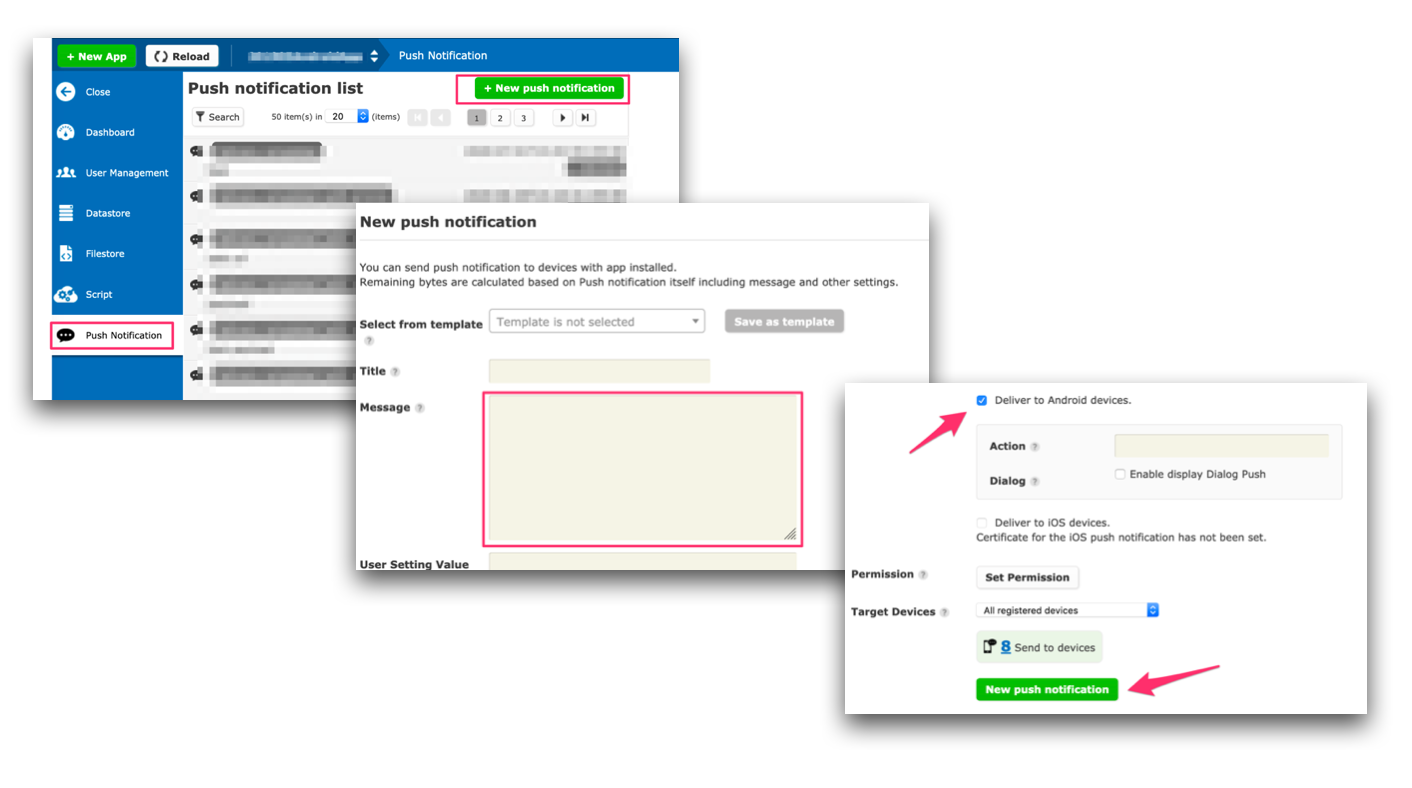 + New App
Reload
Push Notification
Close
Dashboard
User Management
Datastore
Filestore
Script
Push Notification
Push notification list
+ New push notification
Search
50 item(s) in 20 (items)
1 2 3
New push notification
You can send push notification to devices with app installed.
Remaining bytes are calculated based on Push notification itself including message and other settings.
Select from template ?
Template is not selected
Save as template
Title ?
Message ?
User Setting Value
Deliver to Android devices.
Action ?
Dialog ?
Enable display Dialog Push
Deliver to iOS devices.
Certificate for the iOS push notification has not been set.
Permission ?
Set Permission
Target Devices ?
All registered devices
8 Send to devices
New push notification